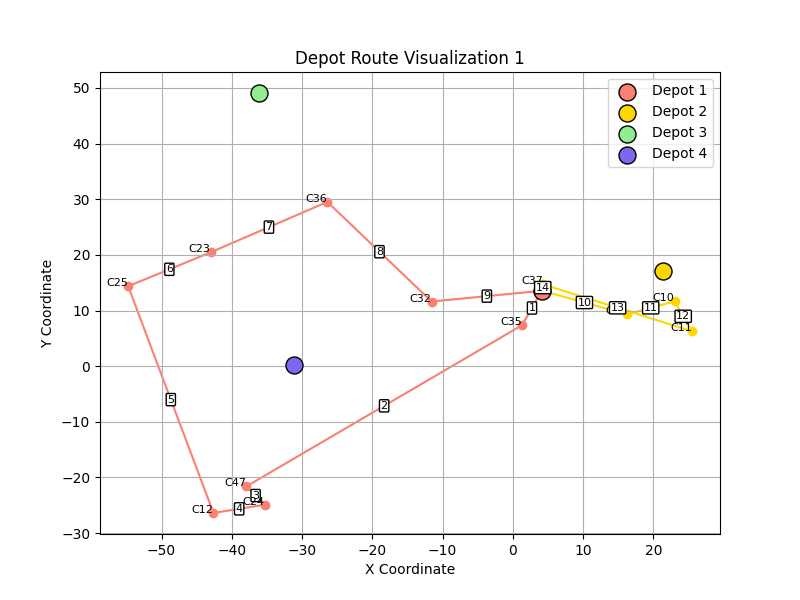 Depot Route Visualization 1
Depot 1
Depot 2
Depot 3
Depot 4
Y Coordinate
50
40
30
20
10
0
−10
−20
−30
C36
7
C23
8
6
C25
C37
14
C32
9
10
13
11
C10
12
C11
1
C35
5
2
C47
3
C24
C12
4
−50
−40
−30
−20
−10
0
10
20
X Coordinate